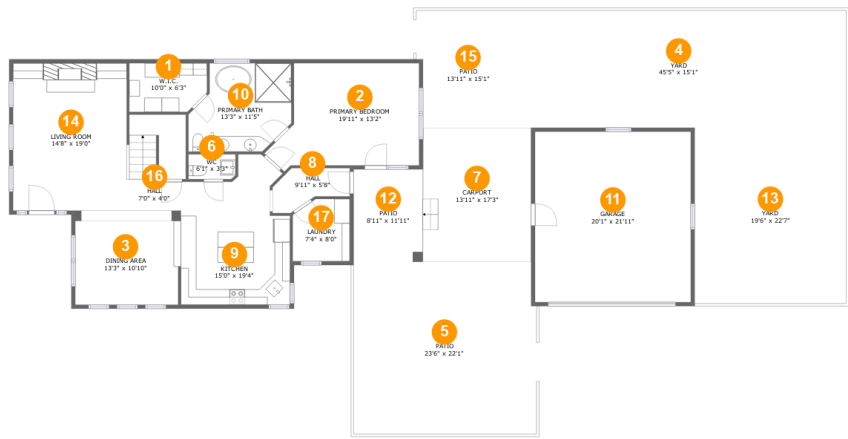 1
W.I.C.
10'0" x 6'3"
2
PRIMARY BEDROOM
19'11" x 13'2"
3
DINING AREA
13'3" x 10'10"
4
YARD
45'5" x 15'1"
5
PATIO
23'6" x 22'1"
6
WC
6'1" x 3'3"
7
CARPORT
13'11" x 17'3"
8
HALL
9'11" x 5'8"
9
KITCHEN
15'0" x 19'4"
10
PRIMARY BATH
13'3" x 11'5"
11
GARAGE
20'1" x 21'11"
12
PATIO
8'11" x 11'11"
13
YARD
19'6" x 22'7"
14
LIVING ROOM
14'8" x 19'0"
15
PATIO
13'11" x 15'1"
16
HALL
7'0" x 4'0"
17
LAUNDRY
7'4" x 8'0"